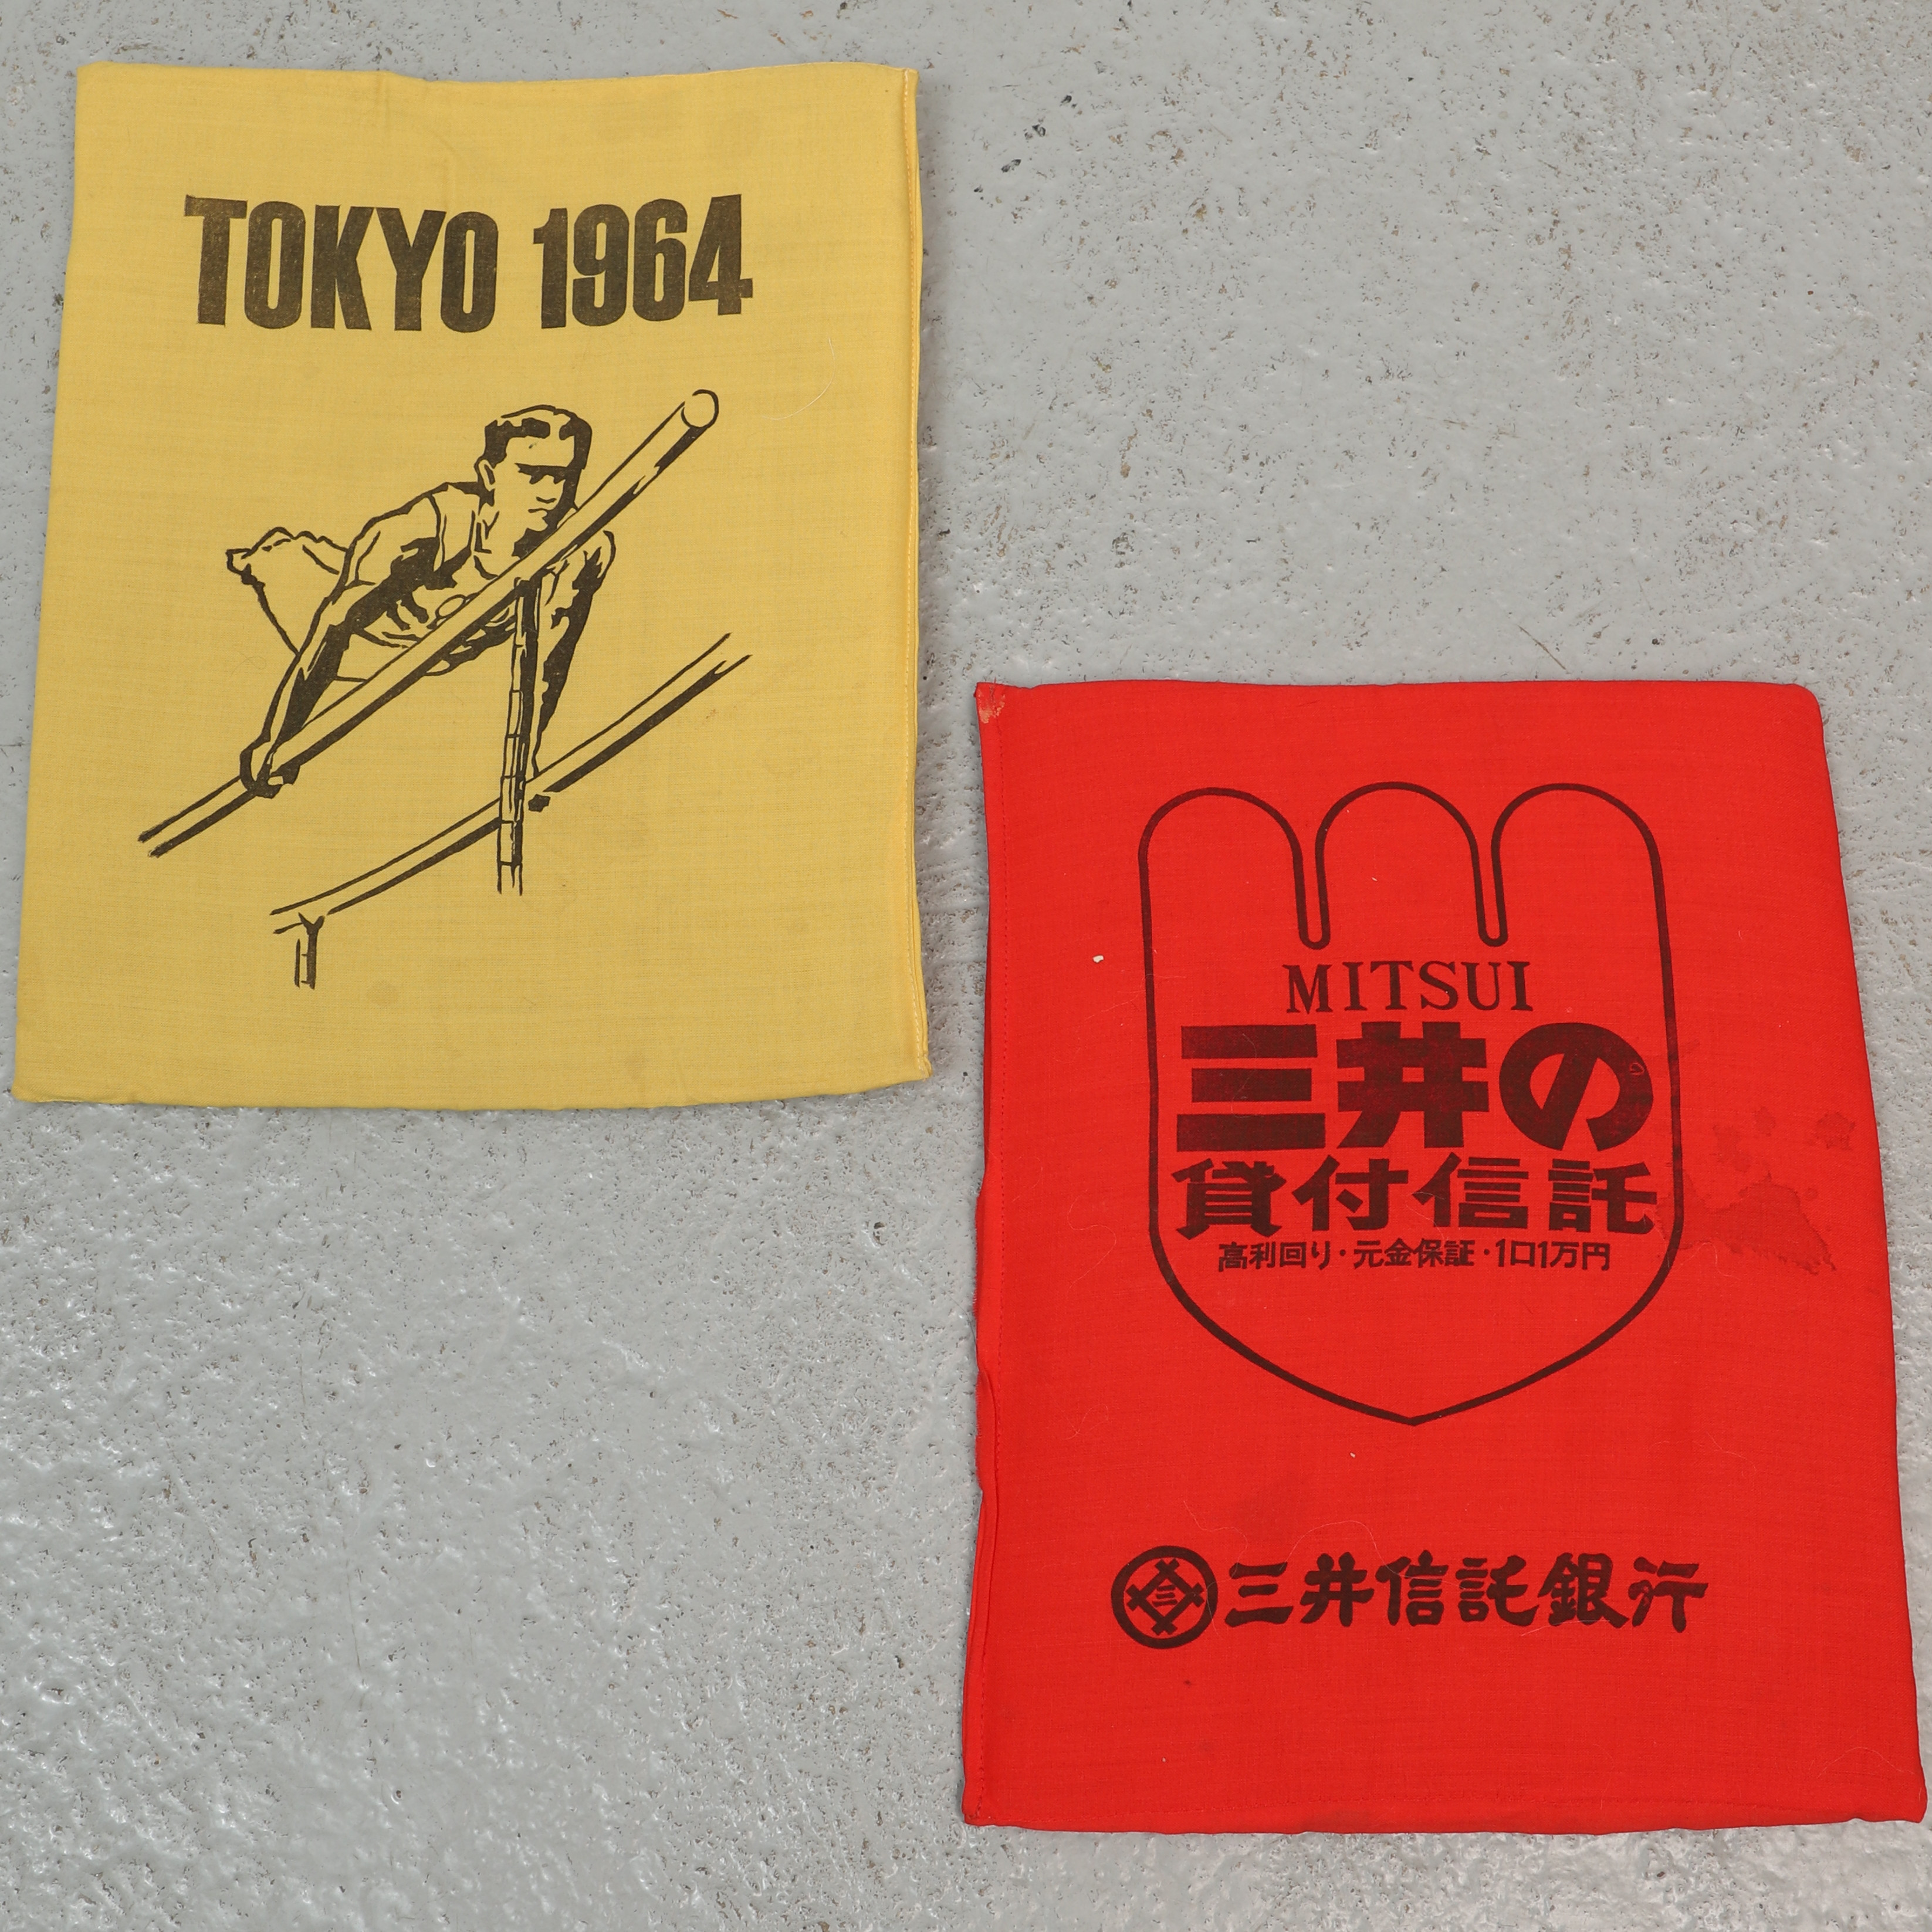 TOKYO 1964
MITSUI
三井の
貸付信託
高利回り・元金保証・1口1万円
三井信託銀行